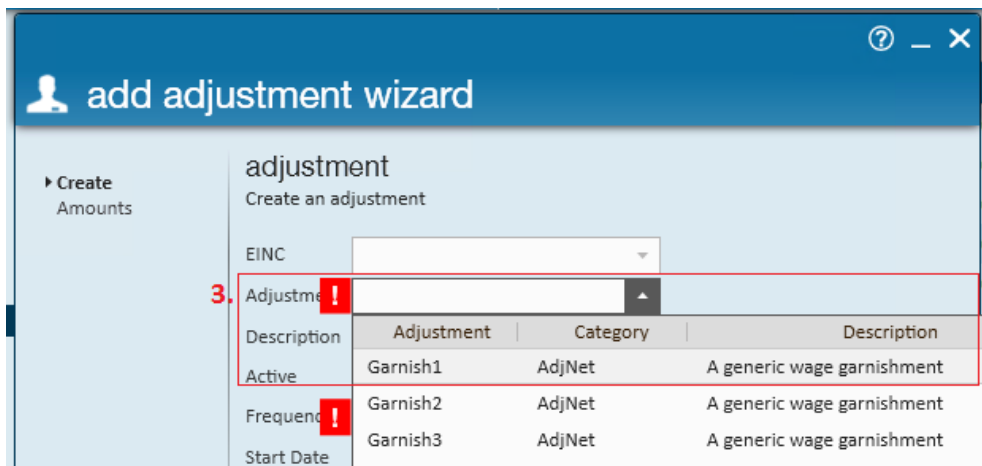 add adjustment wizard
Create
Amounts
adjustment
Create an adjustment
EINC
3. Adjustme !
Description
Adjustment Category Description
Active
Garnish1 AdjNet A generic wage garnishment
Frequenc !
Garnish2 AdjNet A generic wage garnishment
Start Date
Garnish3 AdjNet A generic wage garnishment